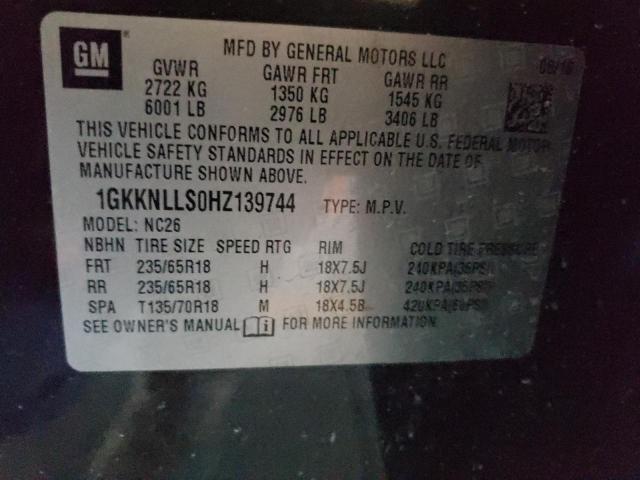 GM
MFD BY GENERAL MOTORS LLC
GVWR GAWR FRT GAWR RR
2722 KG 1350 KG 1545 KG
6001 LB 2976 LB 3406 LB
THIS VEHICLE CONFORMS TO ALL APPLICABLE U.S. FEDERAL MOTOR
VEHICLE SAFETY STANDARDS IN EFFECT ON THE DATE OF
MANUFACTURE SHOWN ABOVE.
1GKKNLLS0HZ139744 TYPE: M.P.V.
MODEL: NC26
NBHN TIRE SIZE SPEED RTG RIM COLD TIRE PRESSURE
FRT 235/65R18 H 18X7.5J 240KPA(35PSI)
RR 235/65R18 H 18X7.5J 240KPA(35PSI)
SPA T135/70R18 M 18X4.5B 420KPA(60PSI)
SEE OWNER'S MANUAL FOR MORE INFORMATION